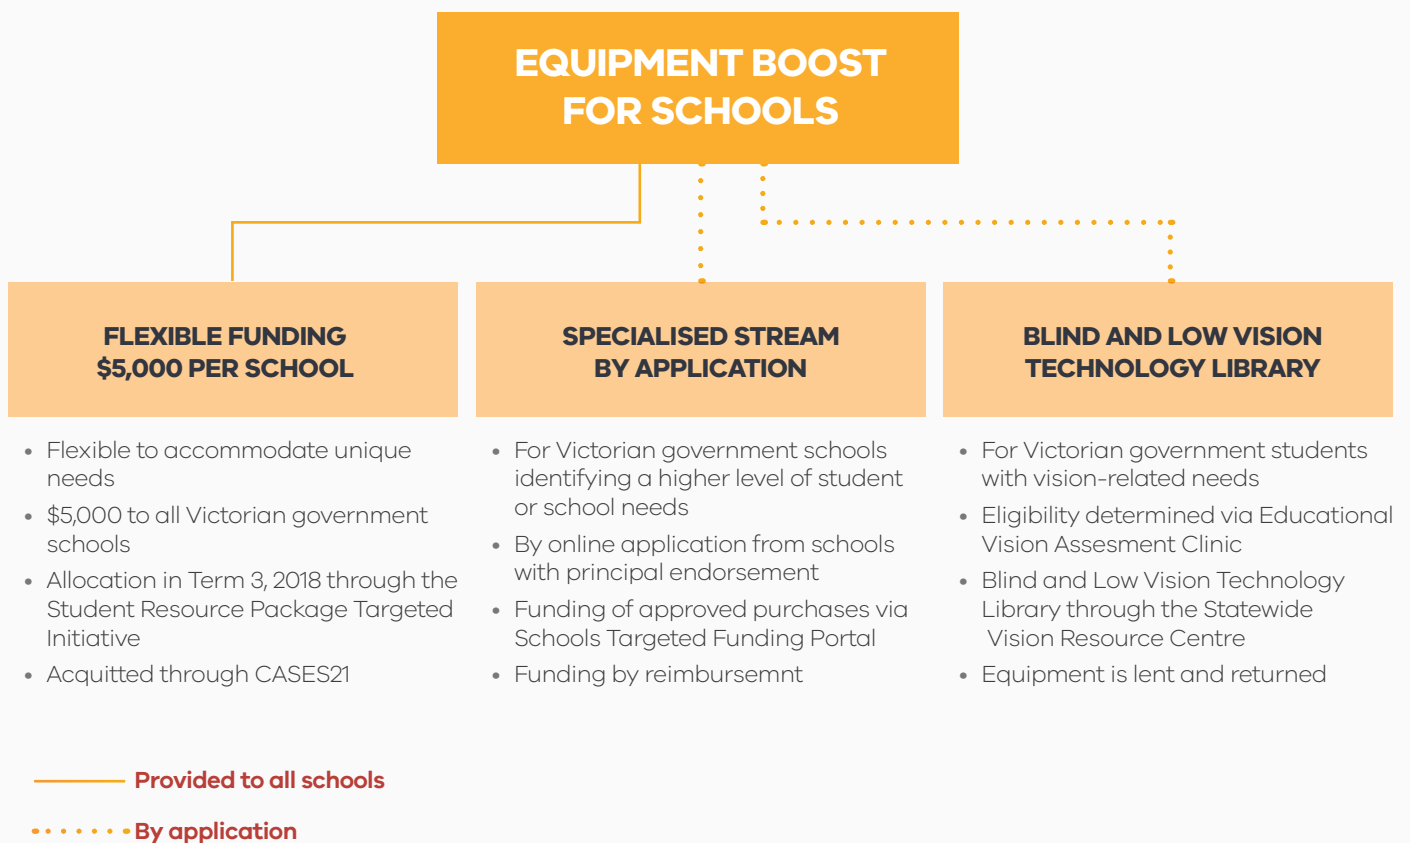 EQUIPMENT BOOST
FOR SCHOOLS
FLEXIBLE FUNDING
$5,000 PER SCHOOL
• Flexible to accommodate unique
needs
• $5,000 to all Victorian government
schools
• Allocation in Term 3, 2018 through the
Student Resource Package Targeted
Initiative
• Acquitted through CASES21
SPECIALISED STREAM
BY APPLICATION
• For Victorian government schools
identifying a higher level of student
or school needs
• By online application from schools
with principal endorsement
• Funding of approved purchases via
Schools Targeted Funding Portal
• Funding by reimbursemnt
BLIND AND LOW VISION
TECHNOLOGY LIBRARY
• For Victorian government students
with vision-related needs
• Eligibility determined via Educational
Vision Assesment Clinic
• Blind and Low Vision Technology
Library through the Statewide
Vision Resource Centre
• Equipment is lent and returned
Provided to all schools
By application